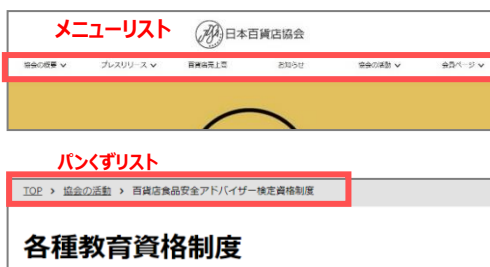 メニューリスト
日本百貨店協会
協会の概要
プレスリリース
百貨店売上高
お知らせ
協会の活動
会員ページ
パンくずリスト
TOP > 協会の活動 > 百貨店食品安全アドバイザー検定資格制度
各種教育資格制度